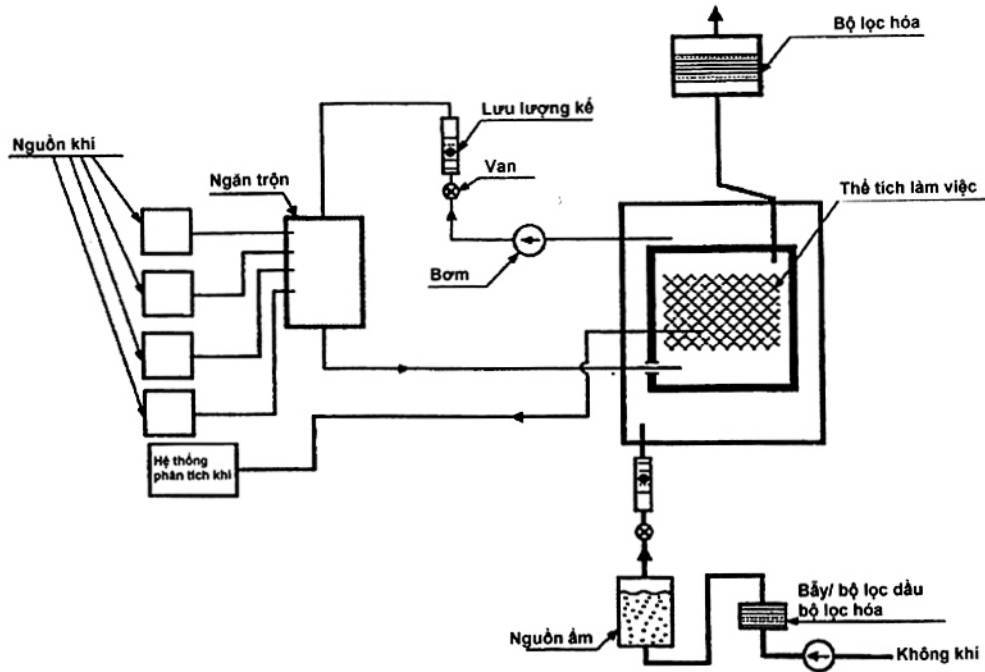 Bộ lọc hóa
Lưu lượng kế
Nguồn khí
Van
Ngăn trộn
Thể tích làm việc
Bơm
Hệ thống
phân tích khí
Bẫy/ bộ lọc dầu
bộ lọc hóa
Nguồn ẩm
Không khí